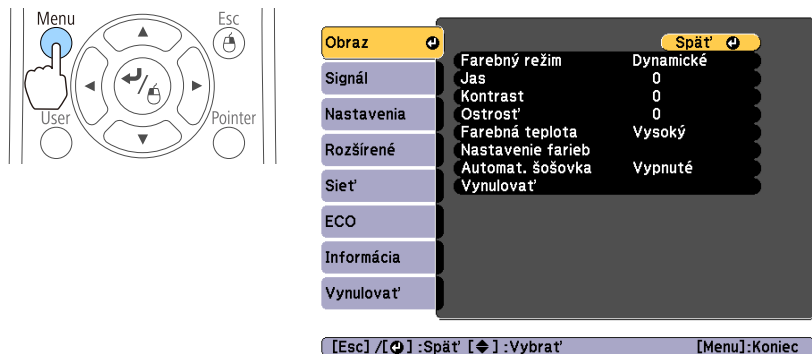 Menu
Esc
User
Pointer
Obraz
Signál
Nastavenia
Rozšírené
Sieť
ECO
Informácia
Vynulovať
Späť
Farebný režim Dynamické
Jas 0
Kontrast 0
Ostrosť 0
Farebná teplota Vysoký
Nastavenie farieb
Automat. šošovka Vypnuté
Vynulovať
[Esc] /[⏎] :Späť [◆] :Vybrať [Menu]:Koniec